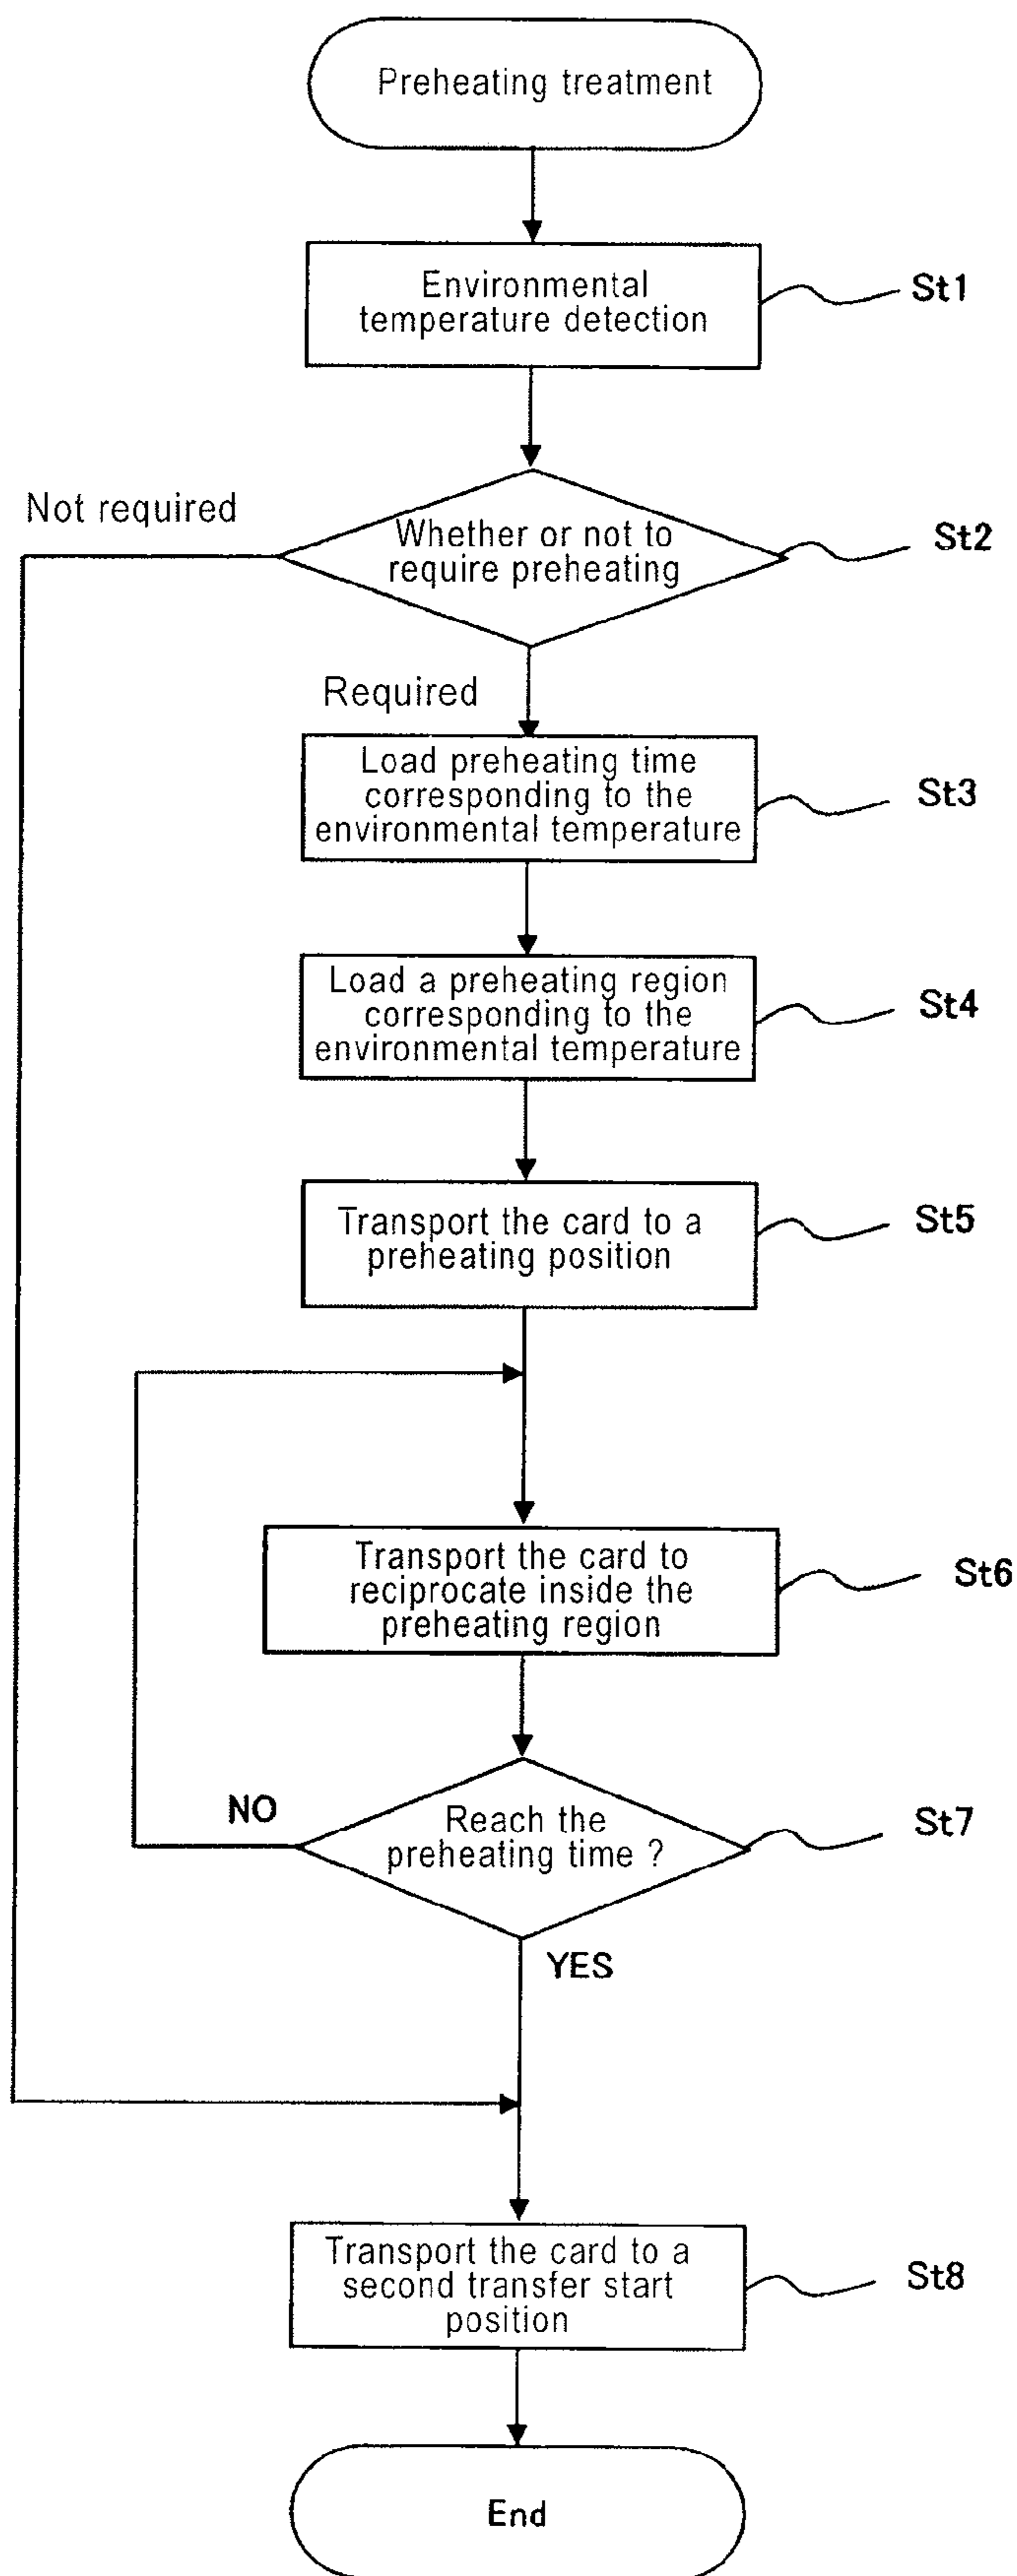 Preheating treatment
Environmental
temperature detection
St1
Not required
Whether or not to
require preheating
St2
Required
Load preheating time
corresponding to the
environmental temperature
St3
Load a preheating region
corresponding to the
environmental temperature
St4
Transport the card to a
preheating position
St5
Transport the card to
reciprocate inside the
preheating region
St6
NO
Reach the
preheating time ?
St7
YES
Transport the card to a
second transfer start
position
St8
End